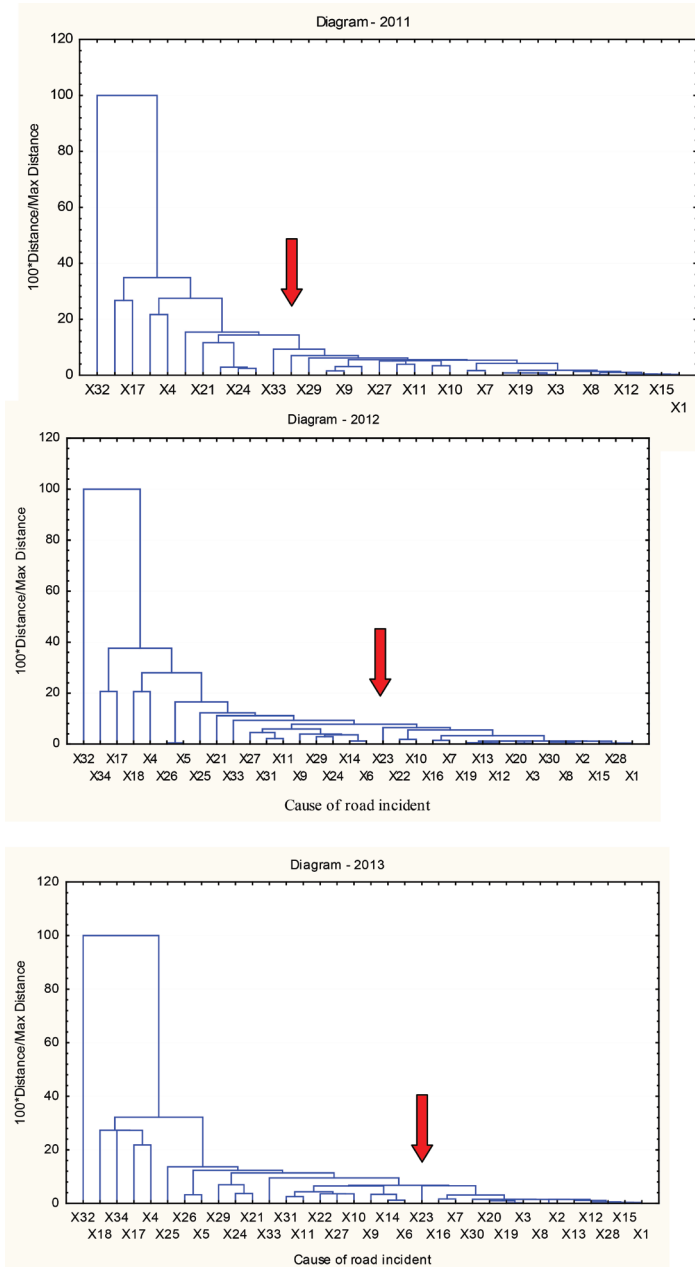 Diagram - 2011
120
100
80
60
40
20
0
100*Distance/Max Distance
X32 X17 X4 X21 X24 X33 X29 X9 X27 X11 X10 X7 X19 X3 X8 X12 X15
X1
Diagram - 2012
120
100
80
60
40
20
0
100*Distance/Max Distance
X32 X17 X4 X5 X21 X27 X11 X29 X14 X23 X10 X7 X13 X20 X30 X2 X28
X34 X18 X26 X25 X33 X31 X9 X24 X6 X22 X16 X19 X12 X3 X8 X15 X1
Cause of road incident
Diagram - 2013
120
100
80
60
40
20
0
100*Distance/Max Distance
X32 X34 X4 X26 X29 X21 X31 X22 X10 X14 X23 X7 X20 X3 X2 X12 X15
X18 X17 X25 X5 X24 X33 X11 X27 X9 X6 X16 X30 X19 X8 X13 X28 X1
Cause of road incident